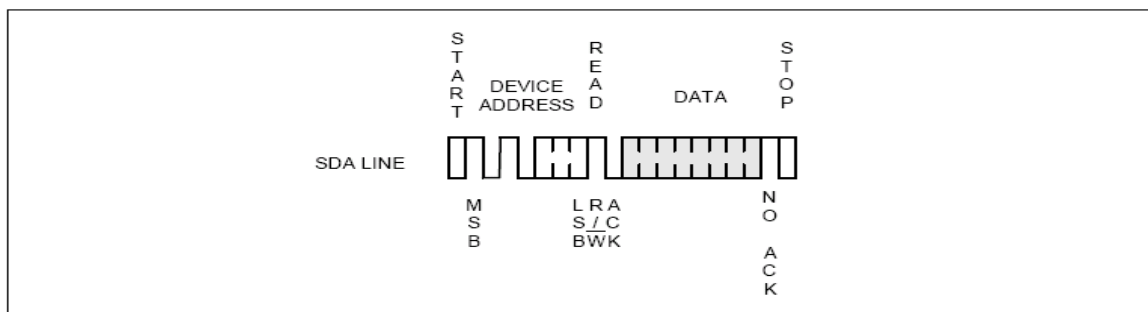 START
DEVICE
ADDRESS
READ
DATA
STOP
SDA LINE
MSB
LSB
R/W
ACK
NO ACK